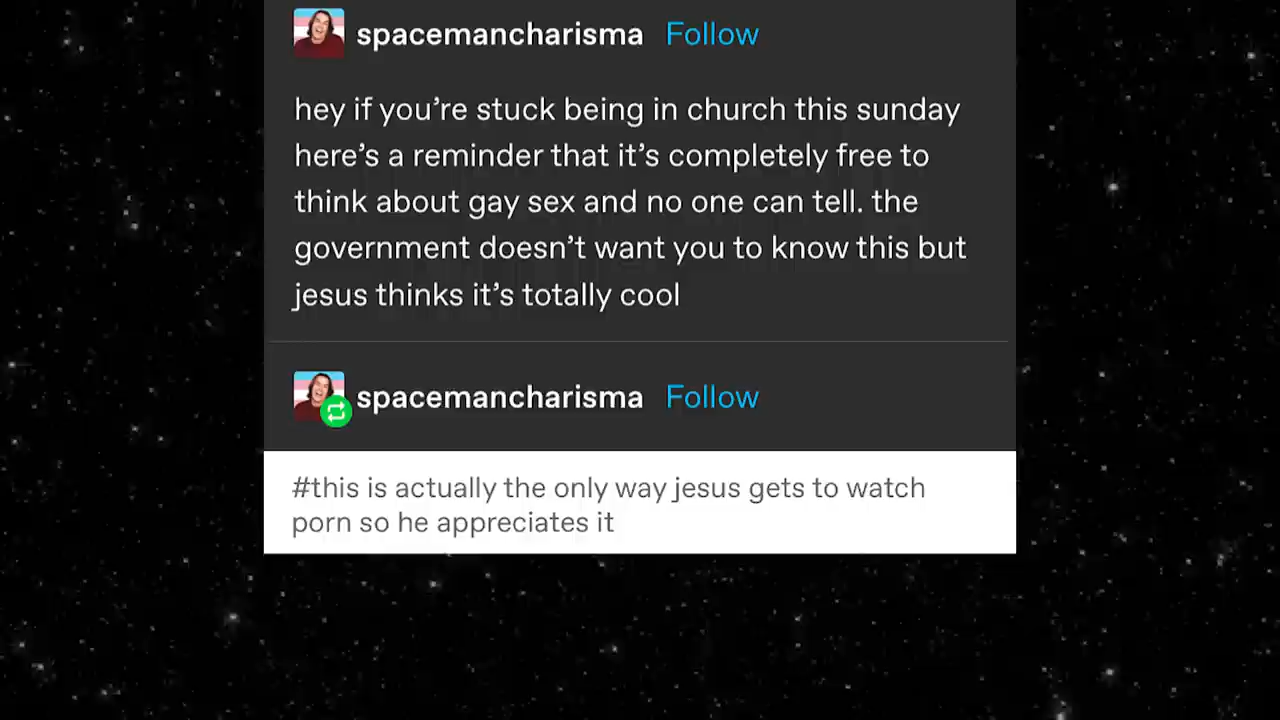 spacemancharisma Follow
hey if you’re stuck being in church this sunday
here’s a reminder that it’s completely free to
think about gay sex and no one can tell. the
government doesn’t want you to know this but
jesus thinks it’s totally cool
spacemancharisma Follow
#this is actually the only way jesus gets to watch
porn so he appreciates it